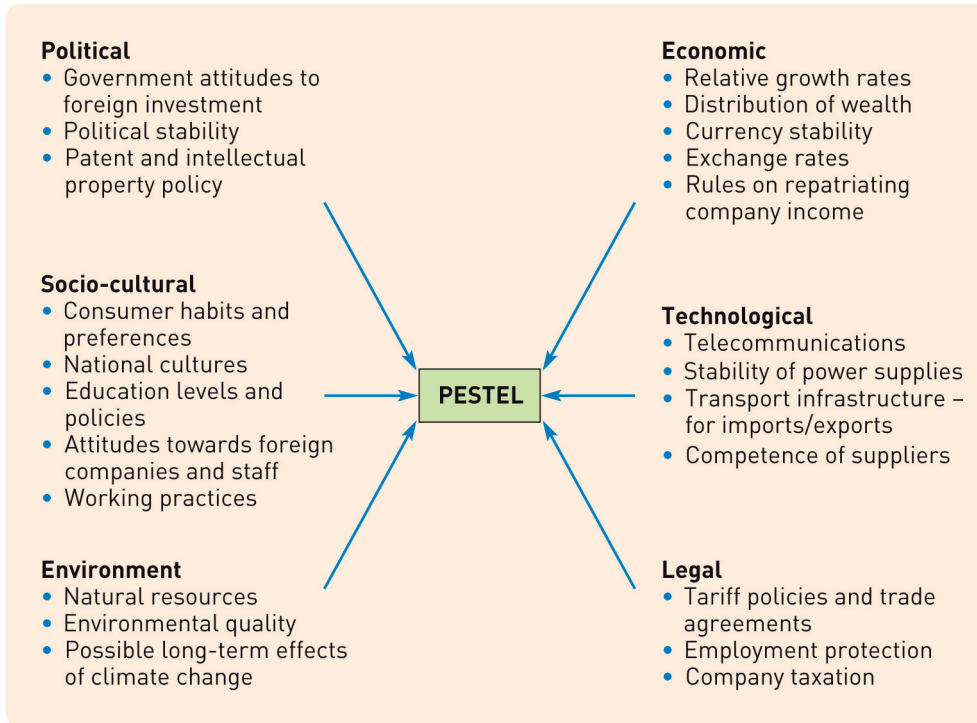 Political
• Government attitudes to
foreign investment
• Political stability
• Patent and intellectual
property policy
Economic
• Relative growth rates
• Distribution of wealth
• Currency stability
• Exchange rates
• Rules on repatriating
company income
Socio-cultural
• Consumer habits and
preferences
• National cultures
• Education levels and
policies
• Attitudes towards foreign
companies and staff
• Working practices
PESTEL
Technological
• Telecommunications
• Stability of power supplies
• Transport infrastructure –
for imports/exports
• Competence of suppliers
Environment
• Natural resources
• Environmental quality
• Possible long-term effects
of climate change
Legal
• Tariff policies and trade
agreements
• Employment protection
• Company taxation